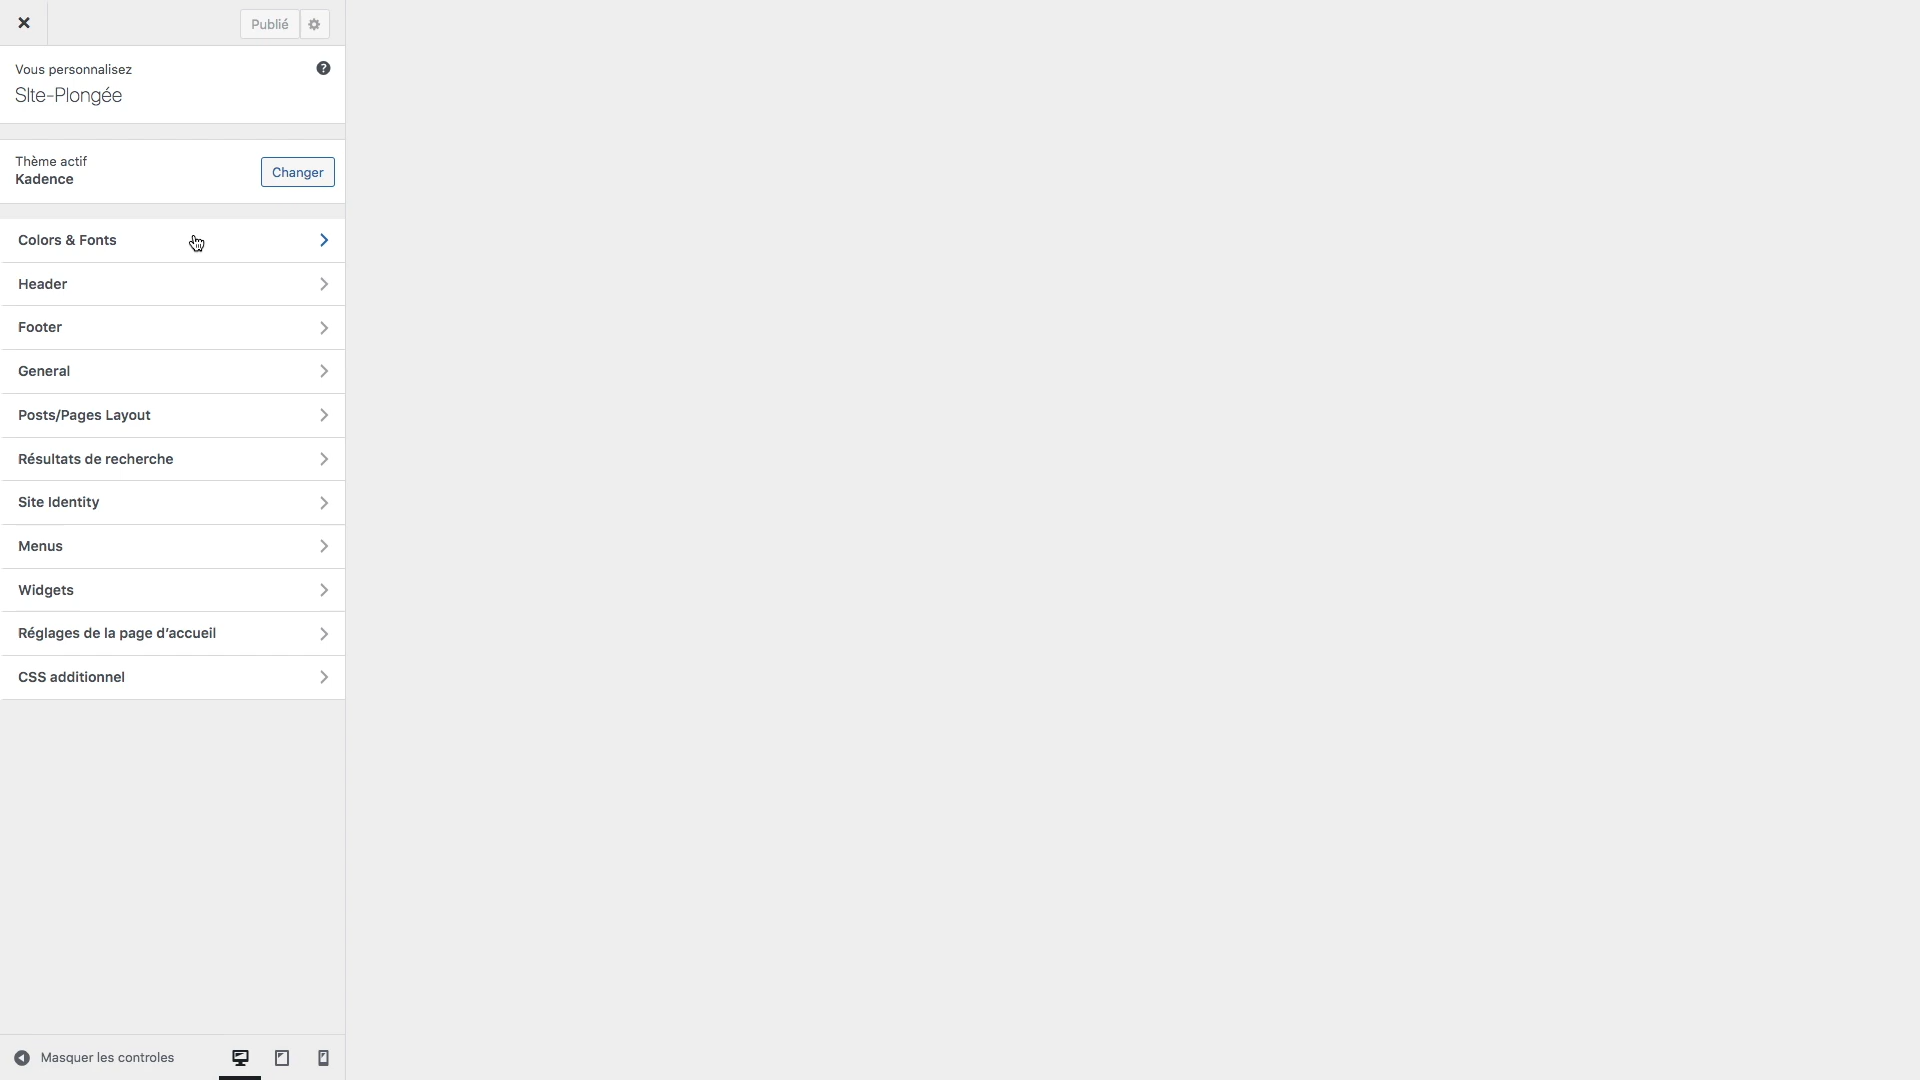 Publié
Vous personnalisez
SIte-Plongée
Thème actif
Kadence
Changer
Colors & Fonts
Header
Footer
General
Posts/Pages Layout
Résultats de recherche
Site Identity
Menus
Widgets
Réglages de la page d’accueil
CSS additionnel
Masquer les controles